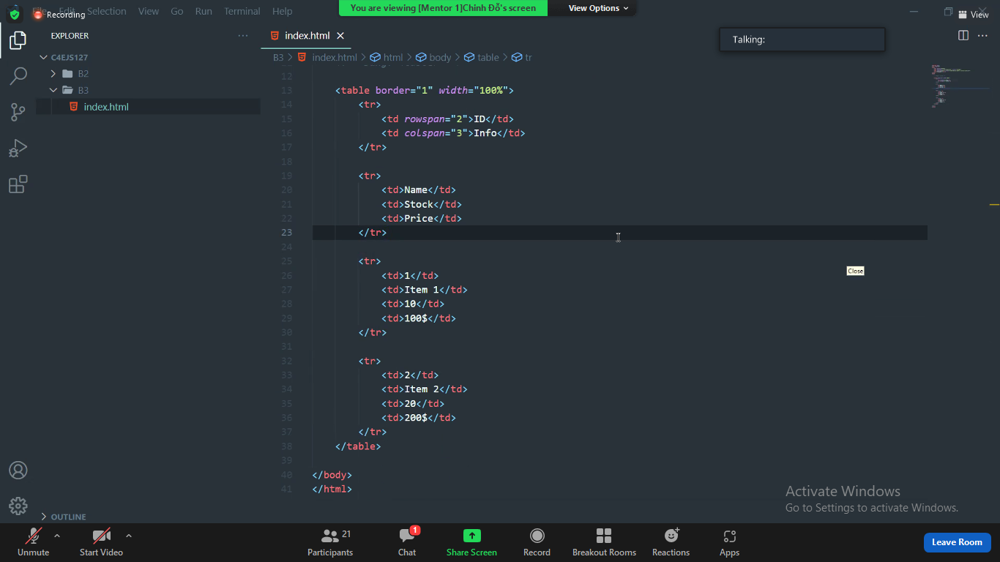 Recording
File Edit Selection View Go Run Terminal Help
You are viewing [Mentor 1]Chinh Đỗ's screen
View Options
View
EXPLORER
index.html
Talking:
C4EJS127
B3 index.html html body table tr
B2
B3
index.html
12
13 <table border="1" width="100%">
14 <tr>
15 <td rowspan="2">ID</td>
16 <td colspan="3">Info</td>
17 </tr>
18
19 <tr>
20 <td>Name</td>
21 <td>Stock</td>
22 <td>Price</td>
23 </tr>
24
25 <tr>
26 <td>1</td>
27 <td>Item 1</td>
28 <td>10</td>
29 <td>100$</td>
30 </tr>
31
32 <tr>
33 <td>2</td>
34 <td>Item 2</td>
35 <td>20</td>
36 <td>200$</td>
37 </tr>
38 </table>
39
40 </body>
41 </html>
Close
Activate Windows
Go to Settings to activate Windows.
OUTLINE
Unmute
Start Video
Participants 21
Chat 1
Share Screen
Record
Breakout Rooms
Reactions
Apps
Leave Room